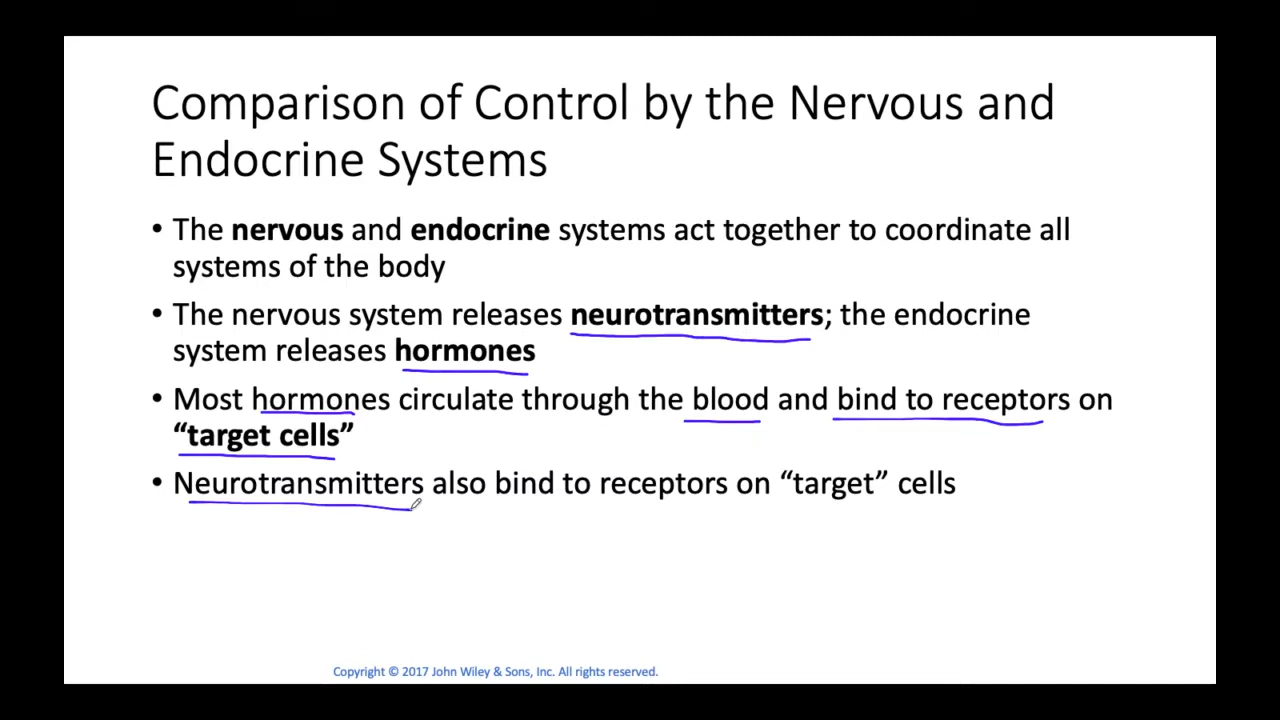 Comparison of Control by the Nervous and
Endocrine Systems
• The nervous and endocrine systems act together to coordinate all
systems of the body
• The nervous system releases neurotransmitters; the endocrine
system releases hormones
• Most hormones circulate through the blood and bind to receptors on
“target cells”
• Neurotransmitters also bind to receptors on “target” cells
Copyright © 2017 John Wiley & Sons, Inc. All rights reserved.